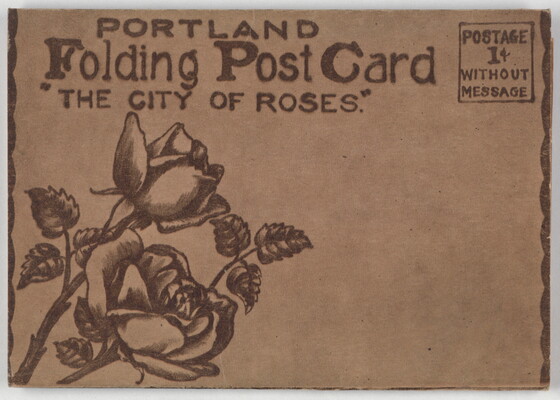 PORTLAND
Folding Post Card
"THE CITY OF ROSES."
POSTAGE
1¢
WITHOUT
MESSAGE